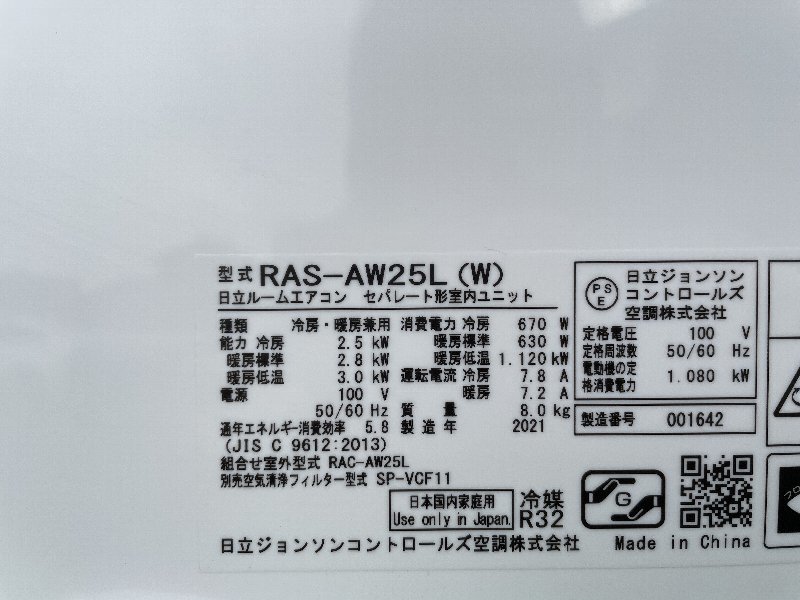 型式 RAS-AW25L (W)
日立ルームエアコン セパレート形室内ユニット
種類 冷房・暖房兼用
能力 冷房 2.5 kW
暖房標準 2.8 kW
暖房低温 3.0 kW
電源 100 V
50/60 Hz
通年エネルギー消費効率 5.8
(JIS C 9612:2013)
消費電力 冷房 670 W
暖房標準 630 W
暖房低温 1.120 kW
運転電流 冷房 7.8 A
暖房 7.2 A
質量 8.0 kg
製造年 2021
組合せ室外型式 RAC-AW25L
別売空気清浄フィルター型式 SP-VCF11
日本国内家庭用
Use only in Japan.
冷媒
R32
日立ジョンソンコントロールズ空調株式会社 Made in China
PS
E
日立ジョンソン
コントロールズ
空調株式会社
定格電圧 100 V
定格周波数 50/60 Hz
電動機の定
格消費電力 1.080 kW
製造番号 001642
G